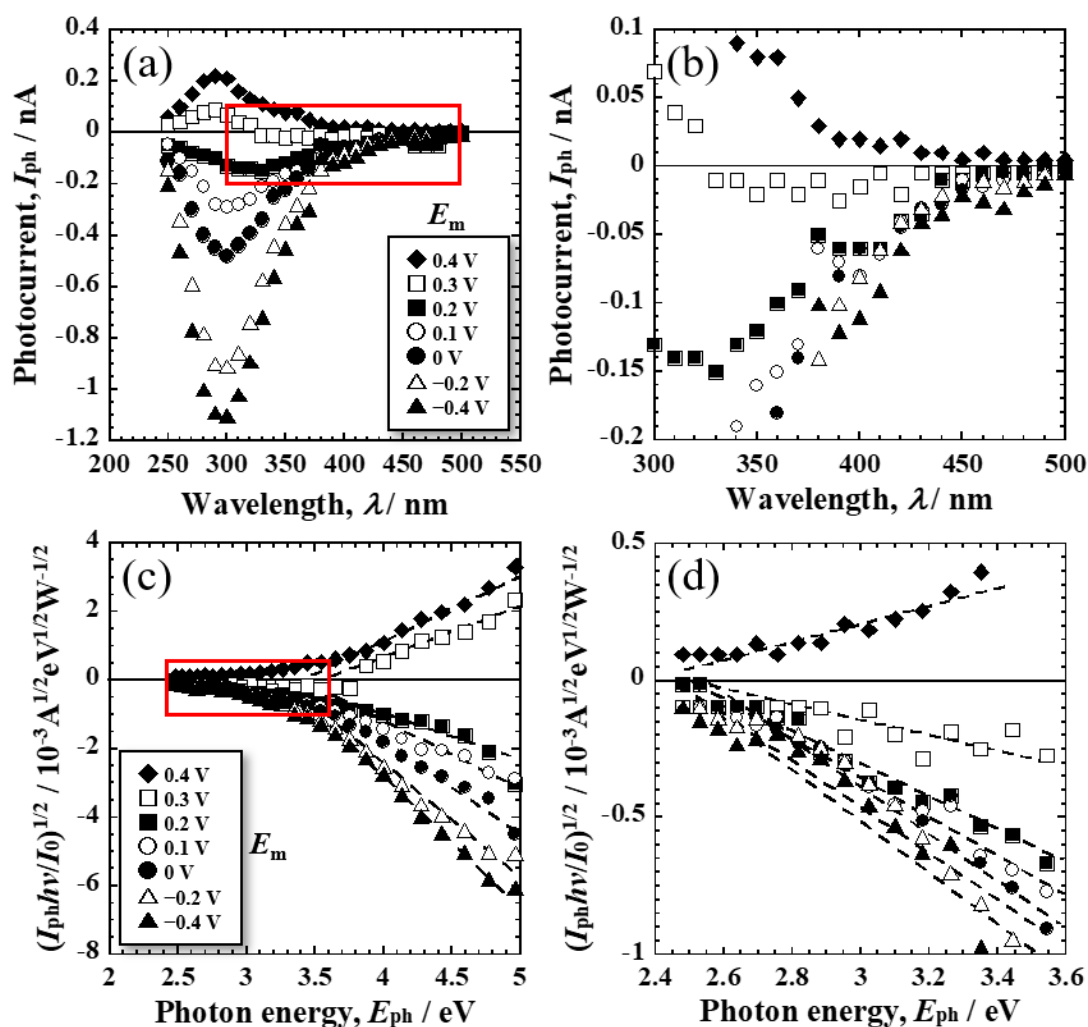 (a)
Photocurrent, Iph / nA
0.4
0.2
0
-0.2
-0.4
-0.6
-0.8
-1
-1.2
200 250 300 350 400 450 500 550
Wavelength, λ/ nm
Em
0.4 V
0.3 V
0.2 V
0.1 V
0 V
−0.2 V
−0.4 V
(b)
Photocurrent, Iph / nA
0.1
0.05
0
-0.05
-0.1
-0.15
-0.2
300 350 400 450 500
Wavelength, λ/ nm
(c)
(Iphhν/I0)1/2 / 10-3 A1/2eV1/2W-1/2
4
2
0
-2
-4
-6
-8
2 2.5 3 3.5 4 4.5 5
Photon energy, Eph / eV
0.4 V
0.3 V
0.2 V
0.1 V
0 V
−0.2 V
−0.4 V
Em
(d)
(Iphhν/I0)1/2 / 10-3 A1/2eV1/2W-1/2
0.5
0
-0.5
-1
2.4 2.6 2.8 3 3.2 3.4 3.6
Photon energy, Eph / eV